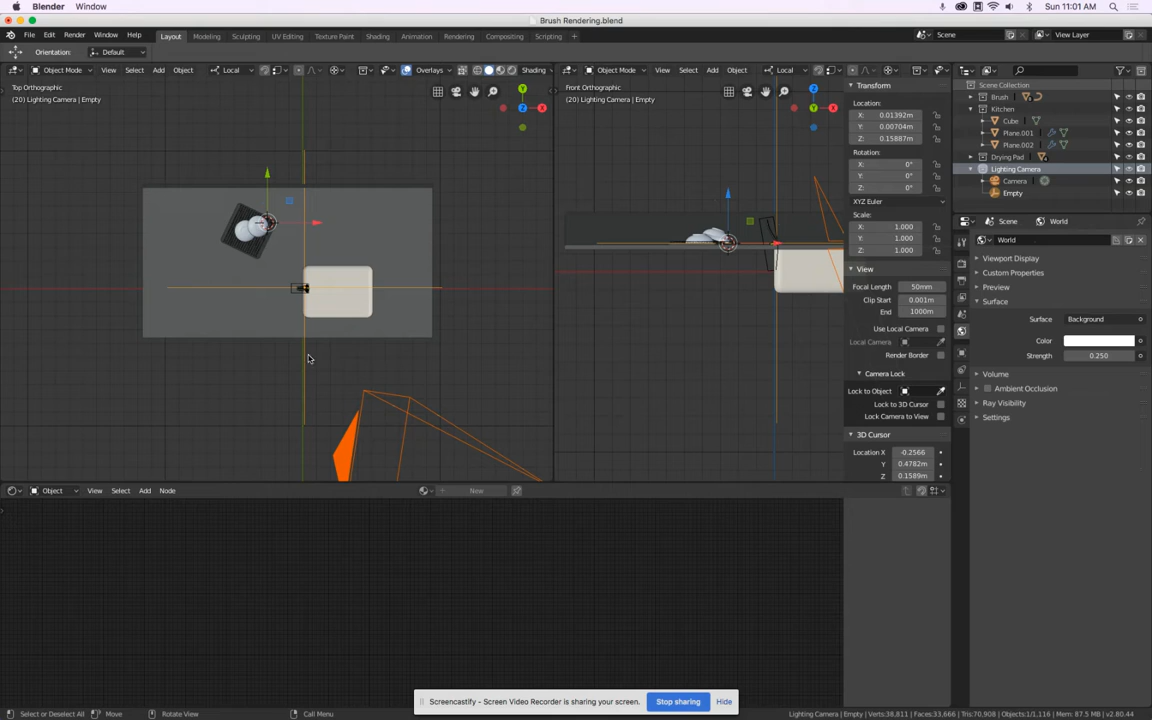 Blender Window
Sun 11:01 AM
Brush Rendering.blend
File Edit Render Window Help
Layout Modeling Sculpting UV Editing Texture Paint Shading Animation Rendering Compositing Scripting
Scene View Layer
Orientation: Default
Object Mode View Select Add Object Local Overlays Shading
Object Mode View Select Add Object Local
Top Orthographic
(20) Lighting Camera | Empty
Front Orthographic
(20) Lighting Camera | Empty
Z
Y
X
Z
Y
X
Transform
Location:
X: 0.01392m
Y: 0.00704m
Z: 0.15887m
Rotation:
X: 0°
Y: 0°
Z: 0°
XYZ Euler
Scale:
X: 1.000
Y: 1.000
Z: 1.000
View
Focal Length 50mm
Clip Start 0.001m
End 1000m
Use Local Camera
Local Camera
Render Border
Camera Lock
Lock to Object
Lock to 3D Cursor
Lock Camera to View
3D Cursor
Location X -0.2566
Y 0.4782m
Z 0.1589m
Scene Collection
Brush
Kitchen
Cube
Plane.001
Plane.002
Drying Pad
Lighting Camera
Camera
Empty
Scene World
World
Viewport Display
Custom Properties
Preview
Surface
Surface: Background
Color:
Strength: 0.250
Volume
Ambient Occlusion
Ray Visibility
Settings
Object View Select Add Node New
Screencastify - Screen Video Recorder is sharing your screen. Stop sharing Hide
Select or Deselect All Move Rotate View Call Menu
Lighting Camera | Empty | Verts:38,811 | Faces:33,666 | Tris:70,908 | Objects:1/1,116 | Mem: 87.5 MB | v2.80.44